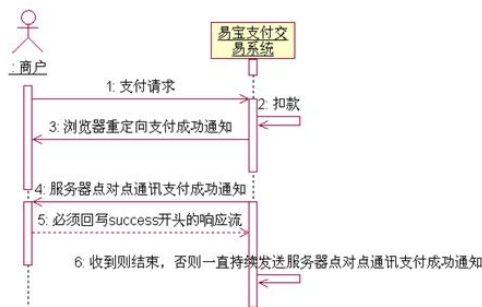 易宝支付交
易系统
: 商户
1: 支付请求
2: 扣款
3: 浏览器重定向支付成功通知
4: 服务器点对点通讯支付成功通知
5: 必须回写success开头的响应流
6: 收到则结束，否则一直持续发送服务器点对点通讯支付成功通知